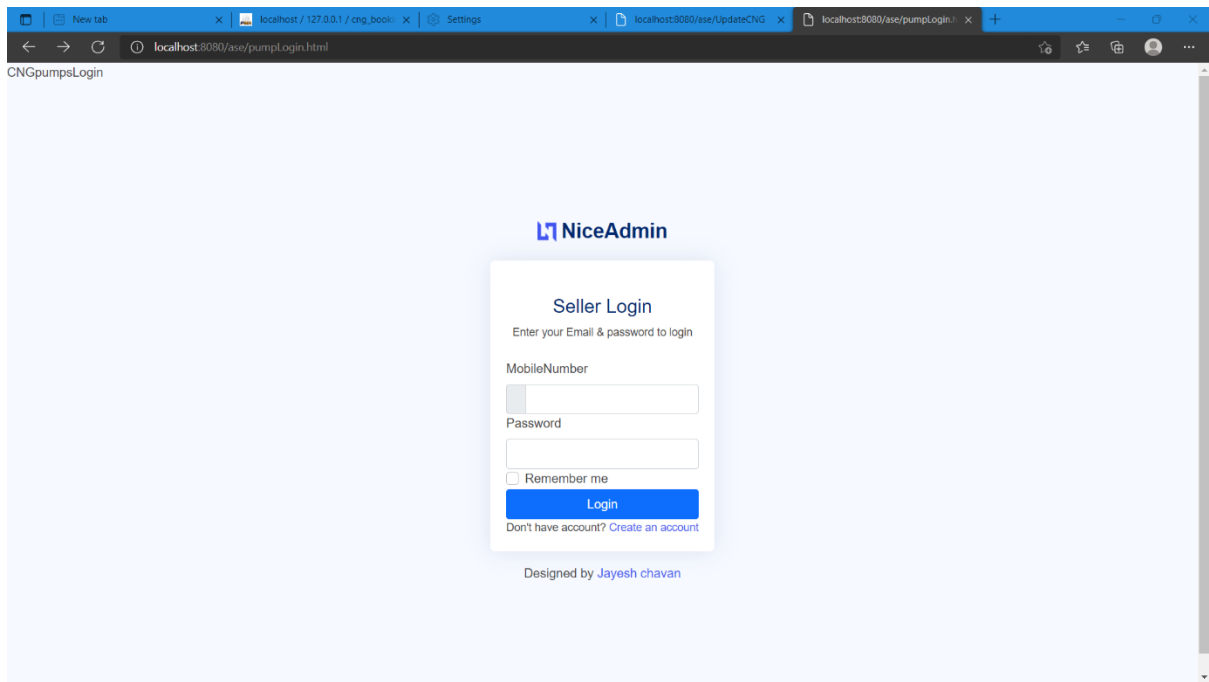 New tab
localhost / 127.0.0.1 / cng_book
Settings
localhost:8080/ase/UpdateCNG
localhost:8080/ase/pumpLogin.h
localhost:8080/ase/pumpLogin.html
CNGpumpsLogin
NiceAdmin
Seller Login
Enter your Email & password to login
MobileNumber
Password
Remember me
Login
Don't have account? Create an account
Designed by Jayesh chavan